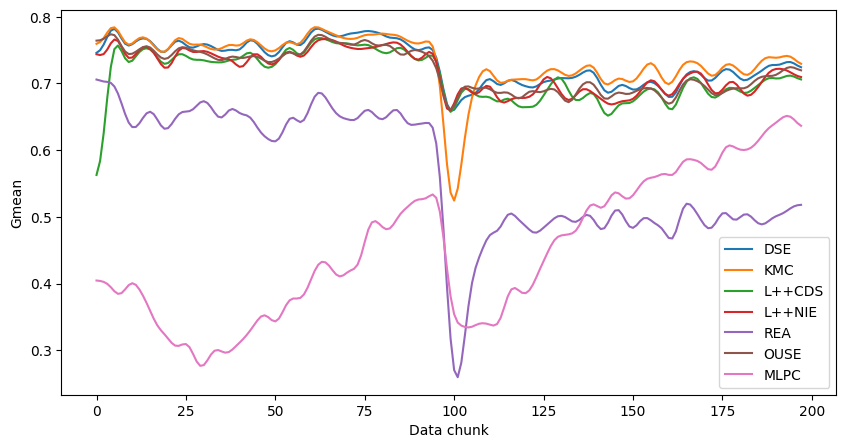 0.8
0.7
0.6
0.5
0.4
0.3
Gmean
0
25
50
75
100
125
150
175
200
Data chunk
DSE
KMC
L++CDS
L++NIE
REA
OUSE
MLPC